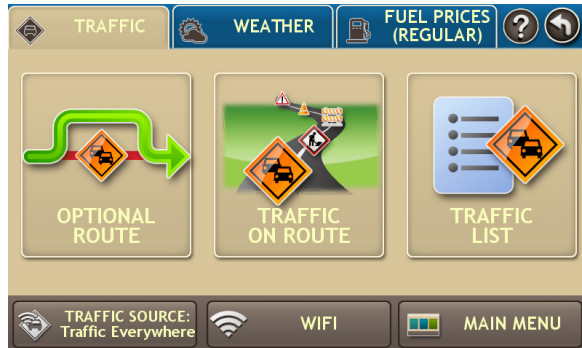 TRAFFIC
WEATHER
FUEL PRICES
(REGULAR)
?
OPTIONAL
ROUTE
TRAFFIC
ON ROUTE
TRAFFIC
LIST
TRAFFIC SOURCE:
Traffic Everywhere
WIFI
MAIN MENU